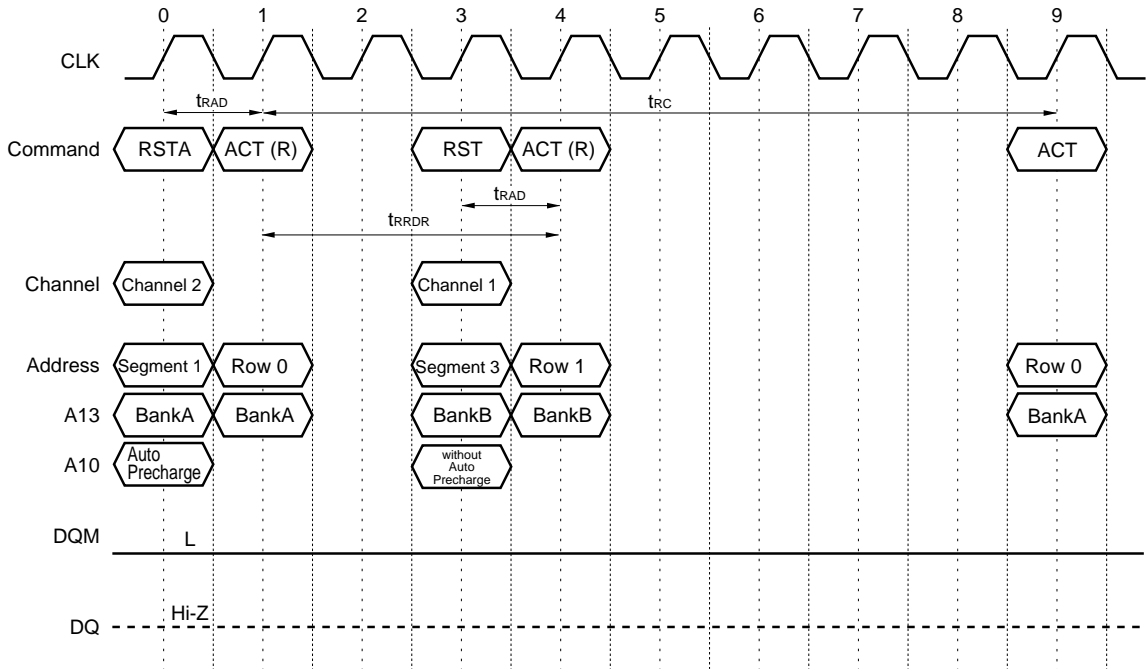 0 1 2 3 4 5 6 7 8 9
CLK
tRAD tRC
Command RSTA ACT (R) RST ACT (R) ACT
tRAD
tRRDR
Channel Channel 2 Channel 1
Address Segment 1 Row 0 Segment 3 Row 1 Row 0
A13 BankA BankA BankB BankB BankA
A10 Auto Precharge without Auto Precharge
DQM L
DQ Hi-Z